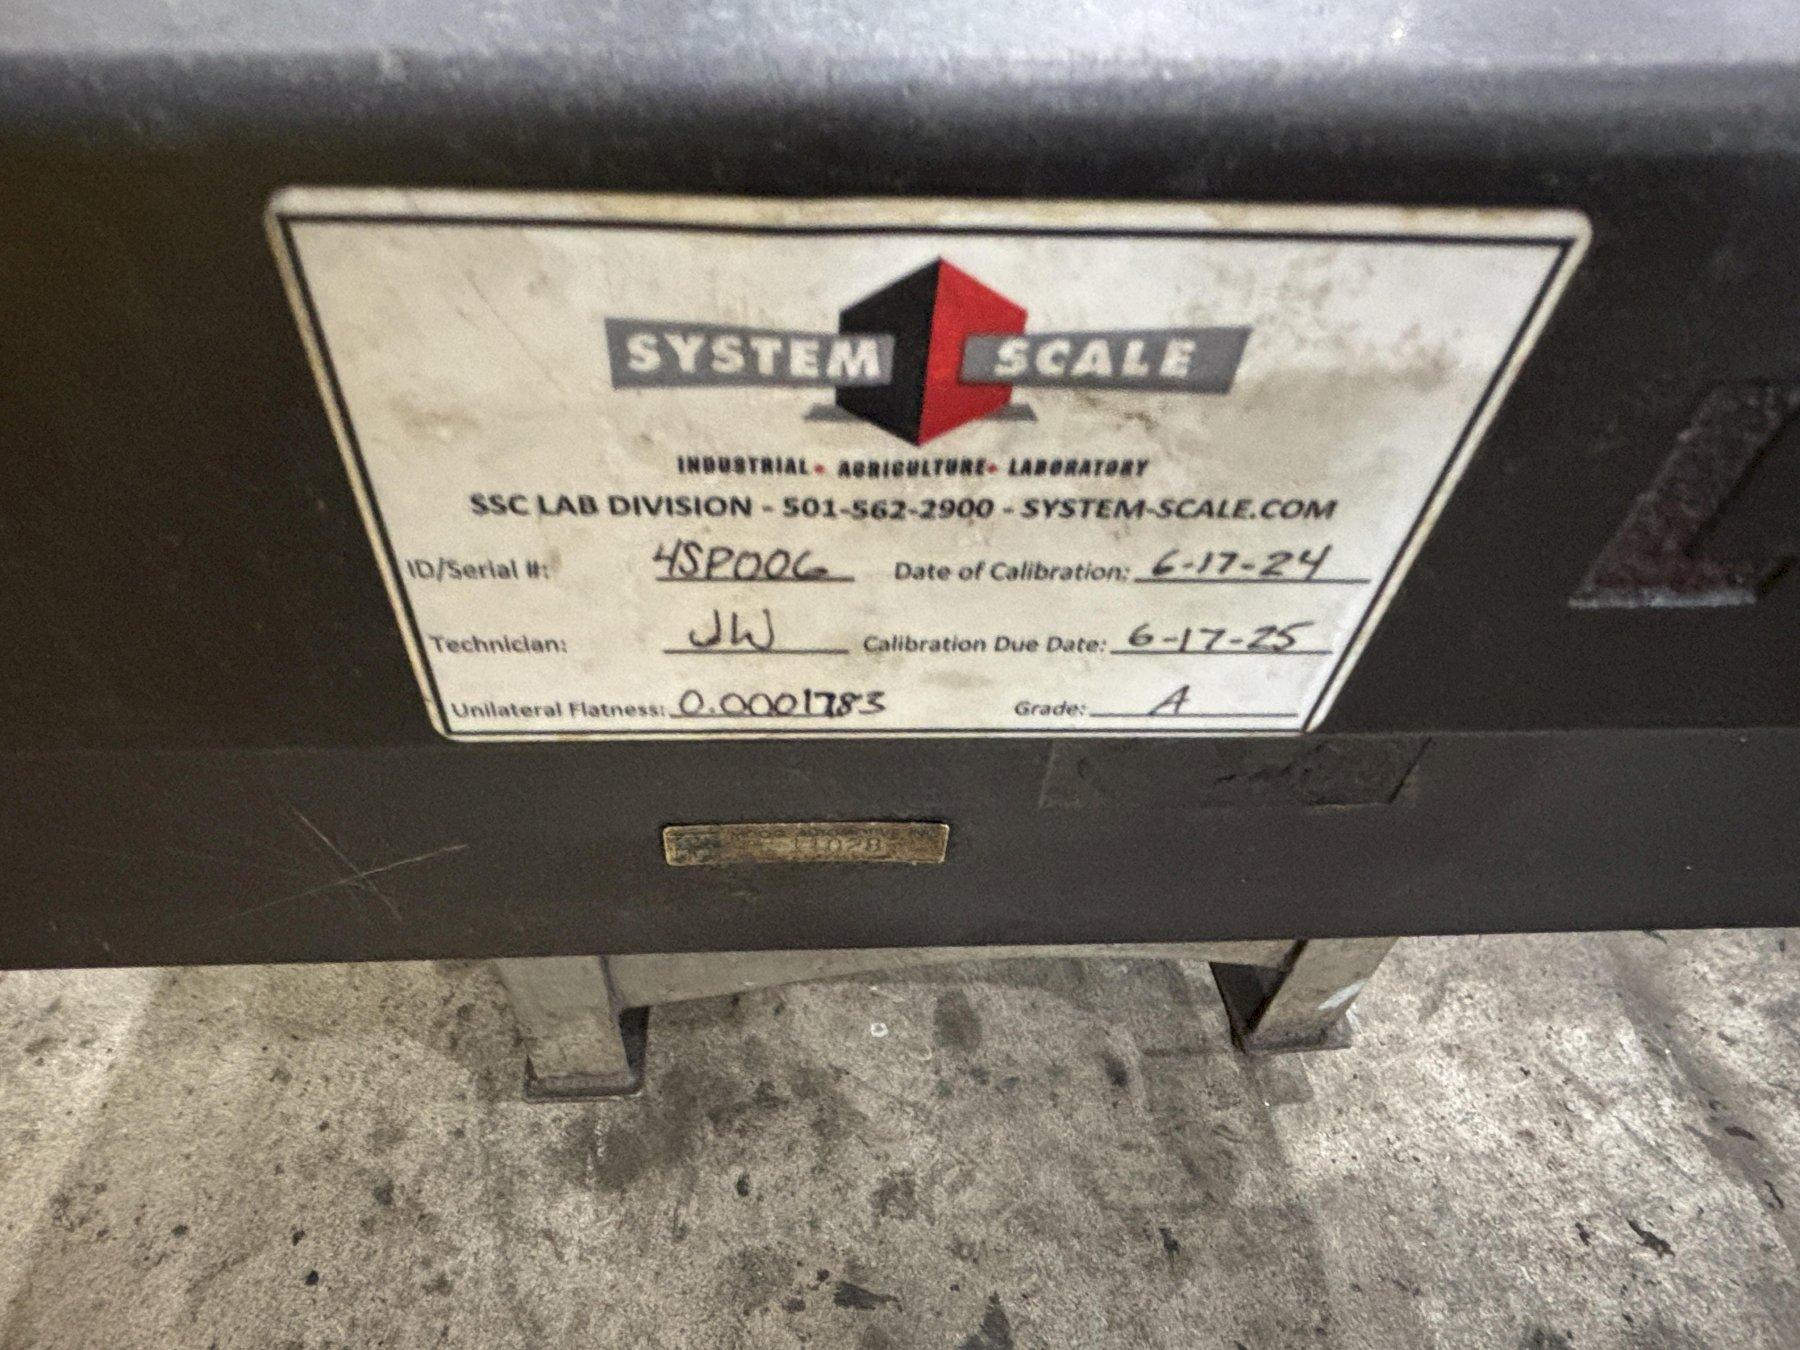 SYSTEM SCALE
INDUSTRIAL • AGRICULTURE • LABORATORY
SSC LAB DIVISION - 501-562-2900 - SYSTEM-SCALE.COM
ID/Serial #: 4SP006 Date of Calibration: 6-17-24
Technician: JW Calibration Due Date: 6-17-25
Unilateral Flatness: 0.0001783 Grade: A
11028